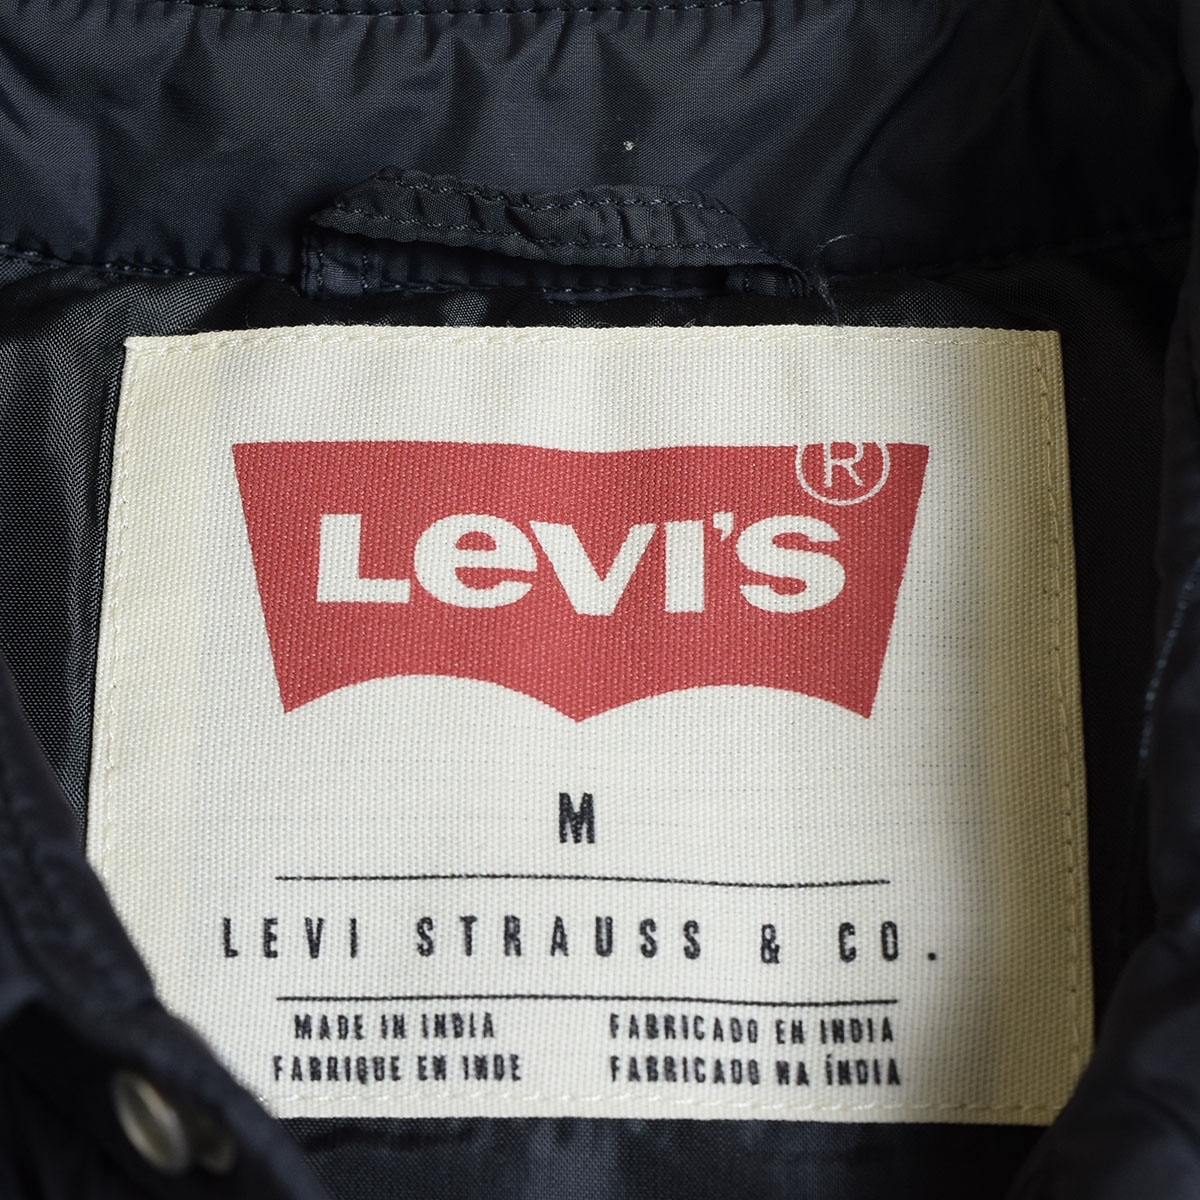 LEVI'S®
M
LEVI STRAUSS & CO.
MADE IN INDIA
FABRIQUE EN INDE
FABRICADO EN INDIA
FABRICADO NA ÍNDIA